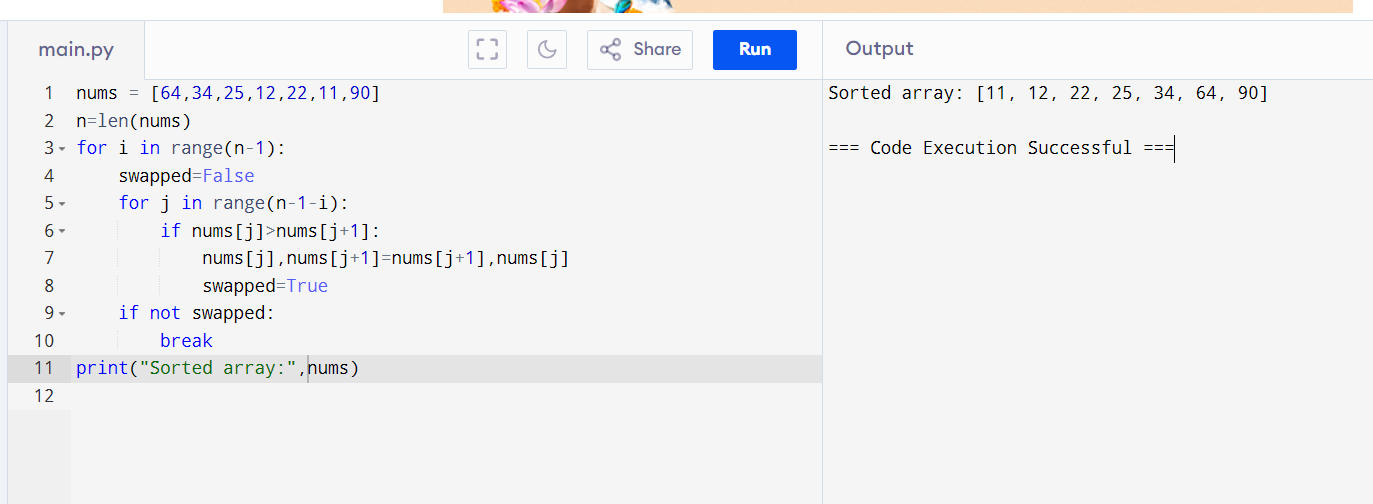 main.py
Share
Run
Output
1 nums = [64,34,25,12,22,11,90]
2 n=len(nums)
3 for i in range(n-1):
4     swapped=False
5     for j in range(n-1-i):
6         if nums[j]>nums[j+1]:
7             nums[j],nums[j+1]=nums[j+1],nums[j]
8             swapped=True
9     if not swapped:
10         break
11 print("Sorted array:",nums)
12
Sorted array: [11, 12, 22, 25, 34, 64, 90]
=== Code Execution Successful ===